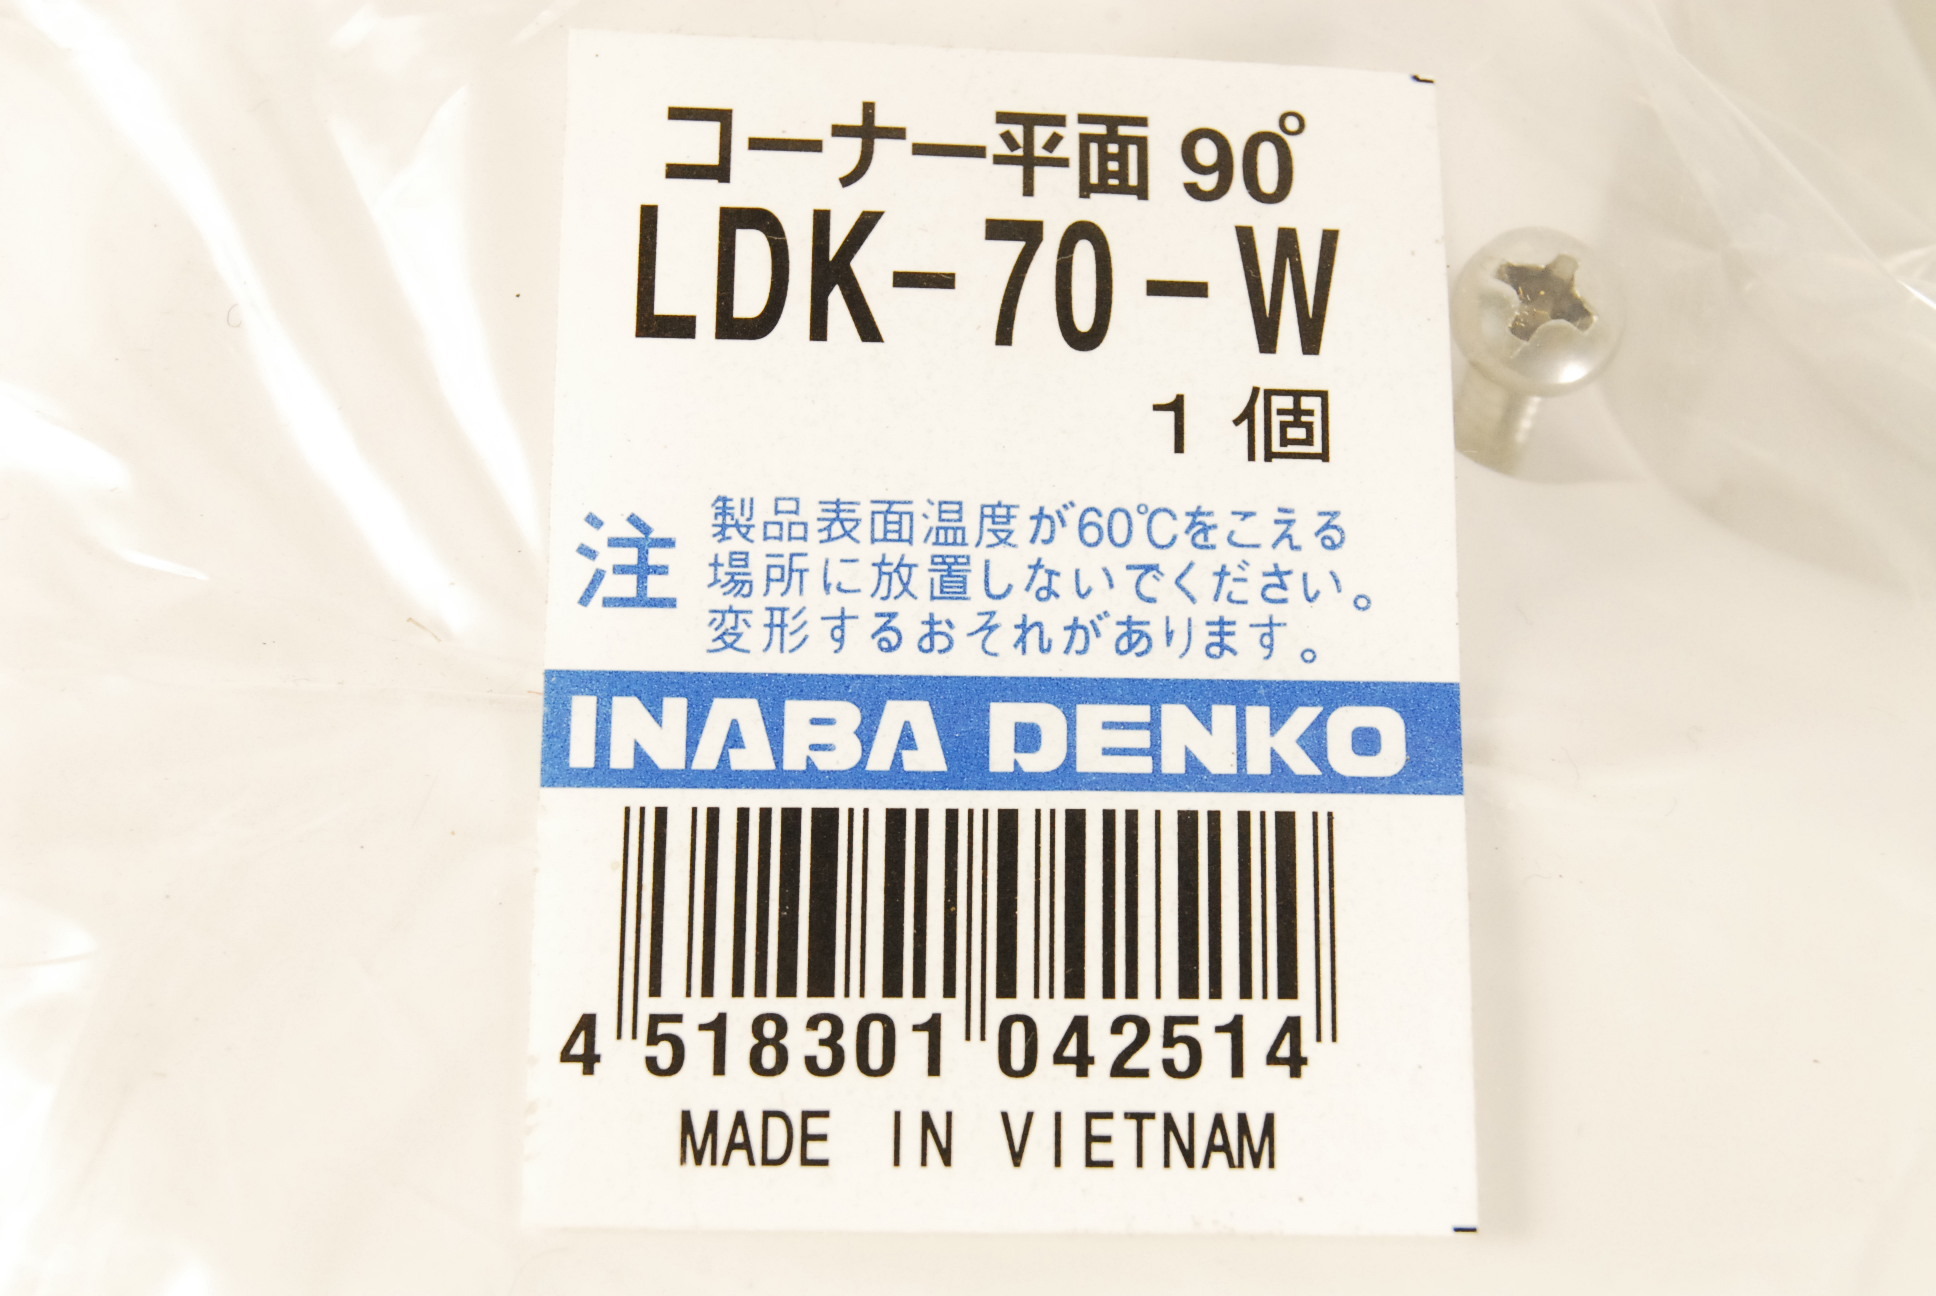 コーナー平面 90°
LDK-70-W
1 個
注 製品表面温度が60℃をこえる
場所に放置しないでください。
変形するおそれがあります。
INABA DENKO
4 518301 042514
MADE IN VIETNAM